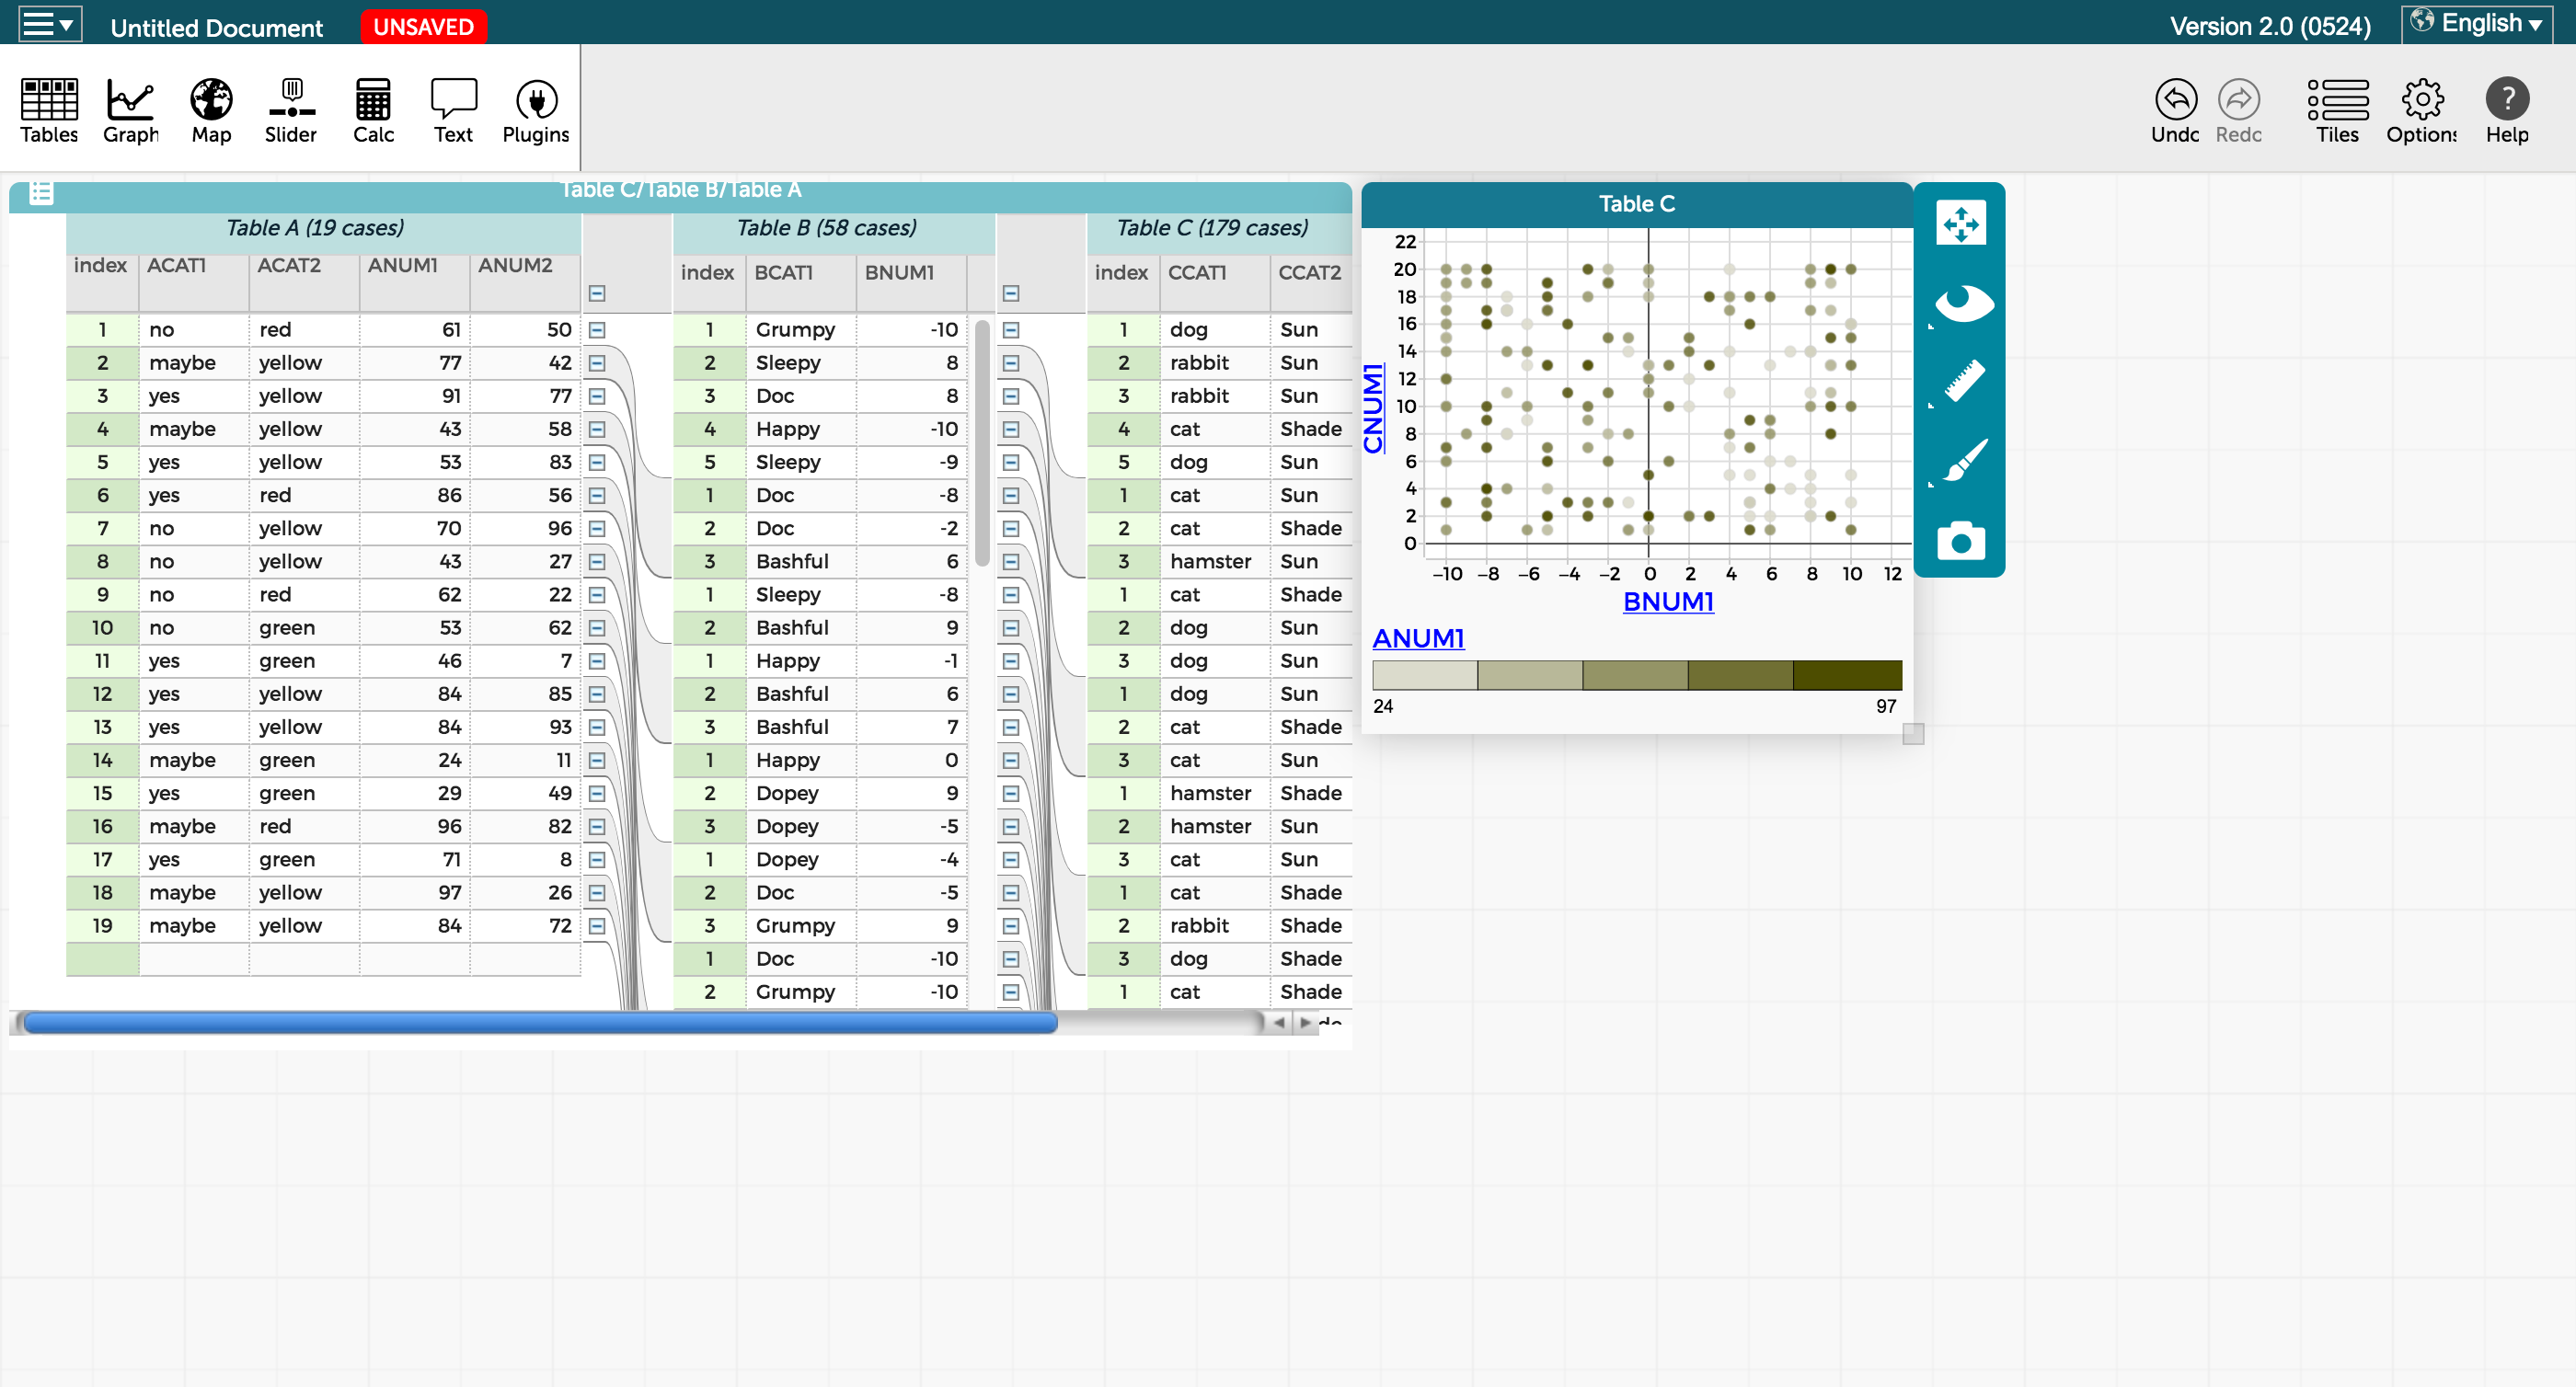 Untitled Document UNSAVED Version 2.0 (0524) English
Tables Graph Map Slider Calc Text Plugins Undo Redo Tiles Options Help
Table C/Table B/Table A
Table A (19 cases) Table B (58 cases) Table C (179 cases)
index ACAT1 ACAT2 ANUM1 ANUM2 index BCAT1 BNUM1 index CCAT1 CCAT2
1 no red 61 50 1 Grumpy -10 1 dog Sun
2 maybe yellow 77 42 2 Sleepy 8 2 rabbit Sun
3 yes yellow 91 77 3 Doc 8 3 rabbit Sun
4 maybe yellow 43 58 4 Happy -10 4 cat Shade
5 yes yellow 53 83 5 Sleepy -9 5 dog Sun
6 yes red 86 56 1 Doc -8 1 cat Sun
7 no yellow 70 96 2 Doc -2 2 cat Shade
8 no yellow 43 27 3 Bashful 6 3 hamster Sun
9 no red 62 22 1 Sleepy -8 1 cat Shade
10 no green 53 62 2 Bashful 9 2 dog Sun
11 yes green 46 7 1 Happy -1 3 dog Sun
12 yes yellow 84 85 2 Bashful 6 1 dog Sun
13 yes yellow 84 93 3 Bashful 7 2 cat Shade
14 maybe green 24 11 1 Happy 0 3 cat Sun
15 yes green 29 49 2 Dopey 9 1 hamster Shade
16 maybe red 96 82 3 Dopey -5 2 hamster Sun
17 yes green 71 8 1 Dopey -4 3 cat Sun
18 maybe yellow 97 26 2 Doc -5 1 cat Shade
19 maybe yellow 84 72 3 Grumpy 9 2 rabbit Shade
1 Doc -10 3 dog Shade
2 Grumpy -10 1 cat Shade
Table C
22
20
18
16
14
12
10
8
6
4
2
0
CNUM1
−10 −8 −6 −4 −2 0 2 4 6 8 10 12
BNUM1
ANUM1
24 97